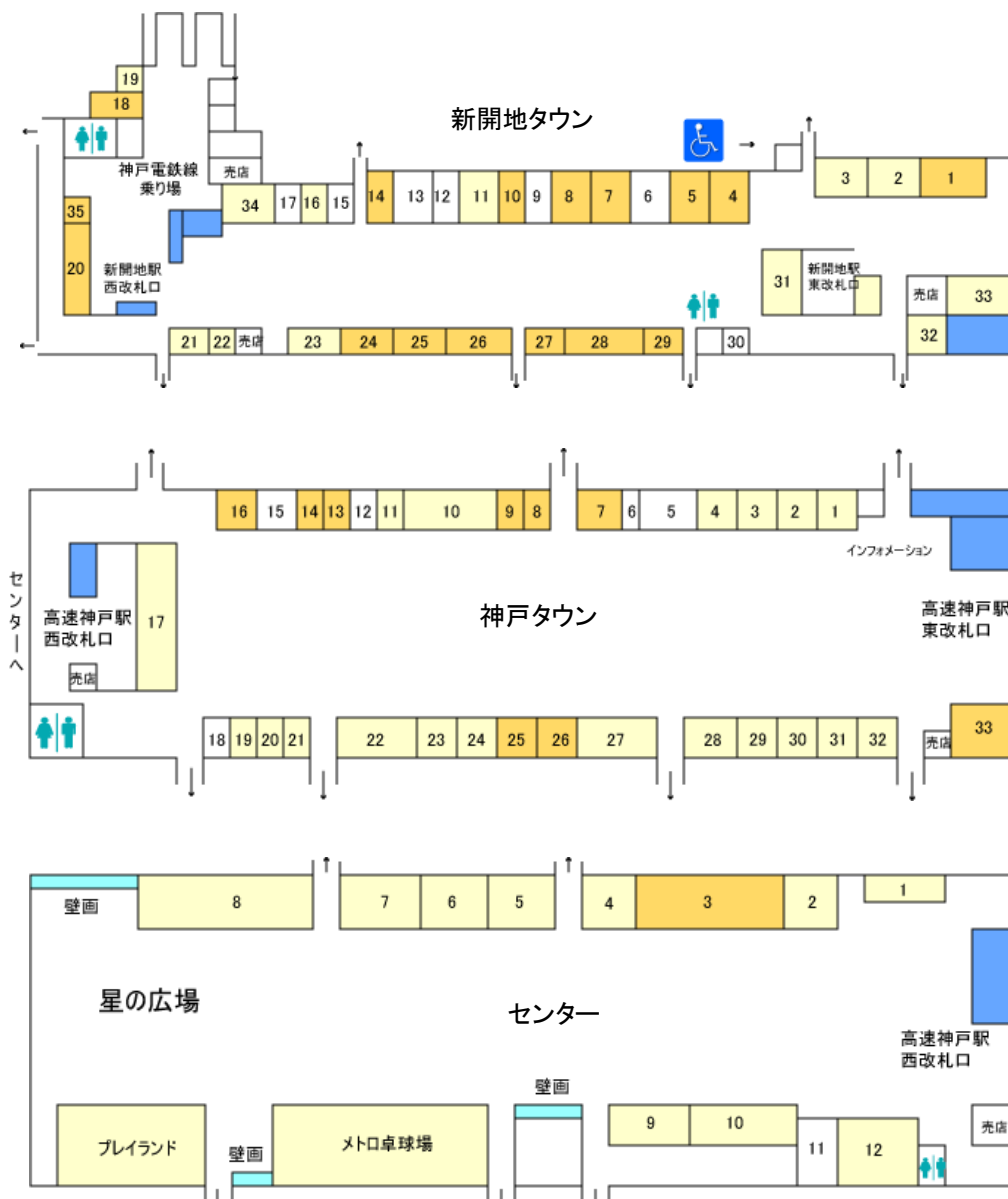 新開地タウン
19
18
神戸電鉄線
乗り場
売店
34
17
16
15
14
13
12
11
10
9
8
7
6
5
4
3
2
1
35
20
新開地駅
西改札口
31
新開地駅
東改札口
売店
33
32
21
22
売店
23
24
25
26
27
28
29
30
16
15
14
13
12
11
10
9
8
7
6
5
4
3
2
1
インフォメーション
センターへ
高速神戸駅
西改札口
17
売店
神戸タウン
高速神戸駅
東改札口
18
19
20
21
22
23
24
25
26
27
28
29
30
31
32
売店
33
壁画
8
7
6
5
4
3
2
1
星の広場
センター
高速神戸駅
西改札口
壁画
プレイランド
壁画
メトロ卓球場
9
10
11
12
売店